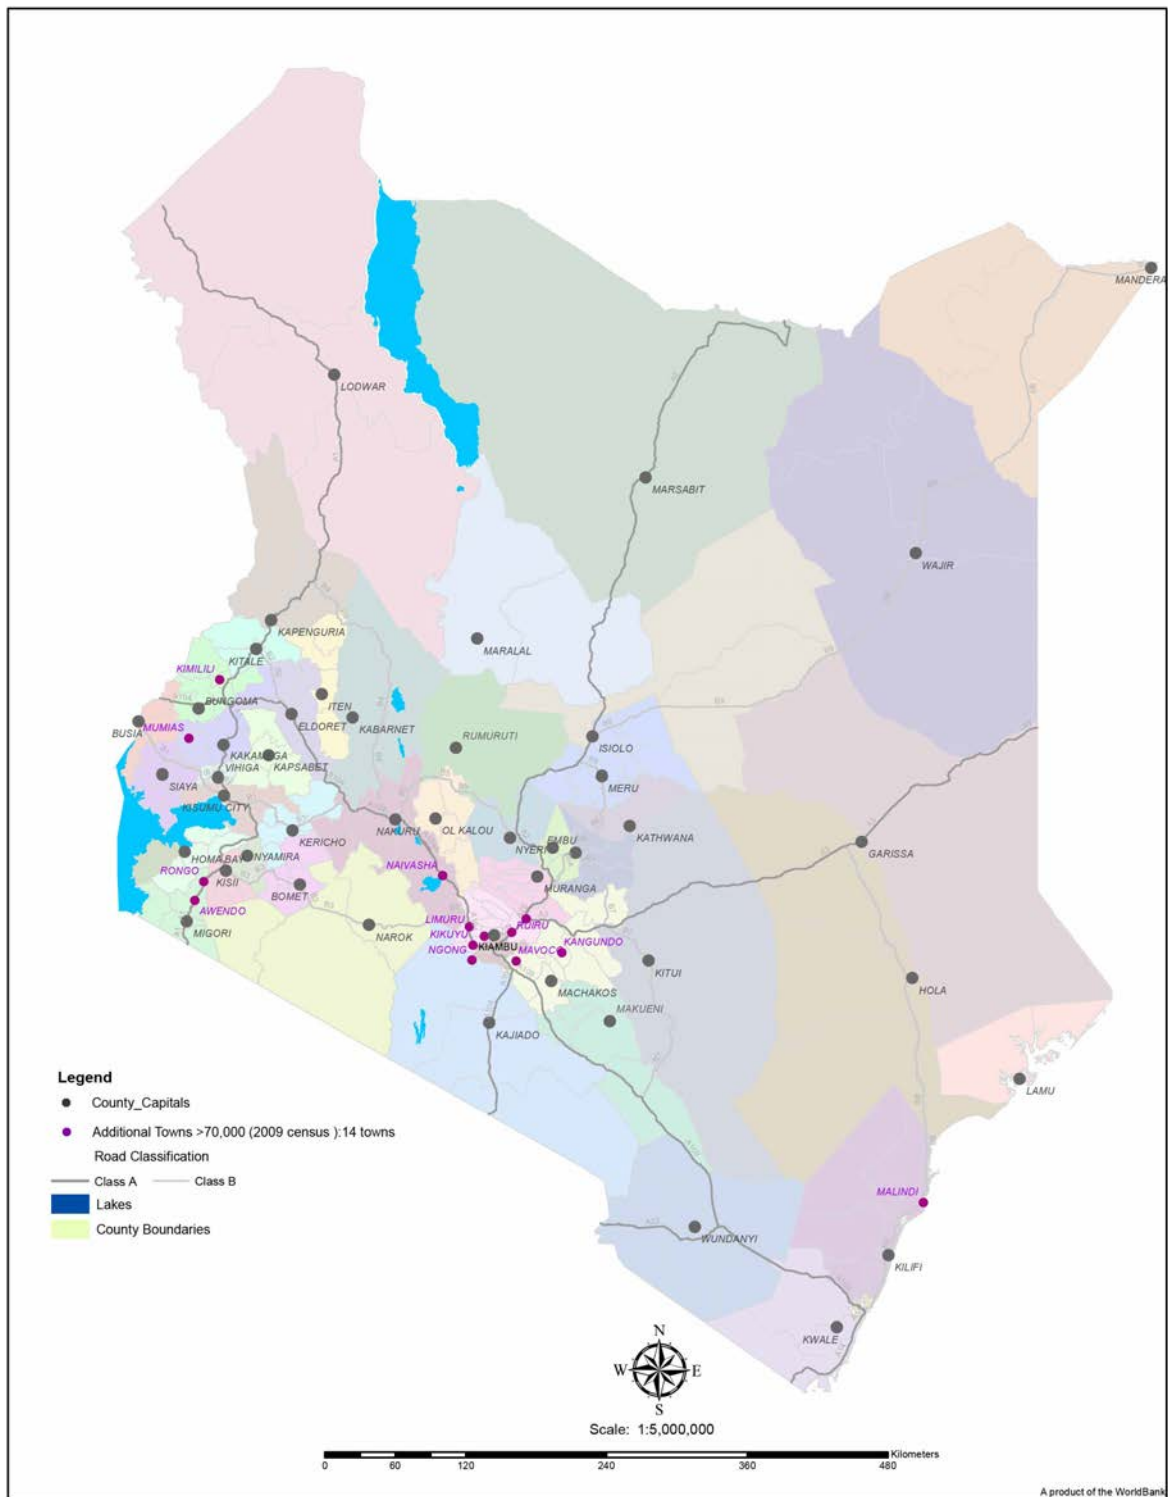 MANDERA
LODWAR
MARSABIT
WAJIR
KAPENGURIA
MARALAL
KITALE
KIMILILI
ITEN
BUNGOMA
ELDORET
KABARNET
BUSIA
MUMIAS
RUMURUTI
ISIOLO
KAKAMEGA
VIHIGA
KAPSABET
SIAYA
MERU
KISUMU CITY
NAKURU
OL KALOU
KATHWANA
KERICHO
NYERI
EMBU
GARISSA
HOMA BAY
NYAMIRA
RONGO
KISII
NAIVASHA
MURANGA
BOMET
AWENDO
MIGORI
NAROK
LIMURU
RUIRU
KIKUYU
KIAMBU
KANGUNDO
NGONG
MAVOCO
KITUI
MACHAKOS
HOLA
MAKUENI
KAJIADO
LAMU
Legend
County_Capitals
Additional Towns >70,000 (2009 census ):14 towns
Road Classification
Class A
Class B
Lakes
County Boundaries
MALINDI
WUNDANYI
KILIFI
KWALE
N
W
E
S
Scale: 1:5,000,000
Kilometers
0 60 120 240 360 480
A product of the WorldBank